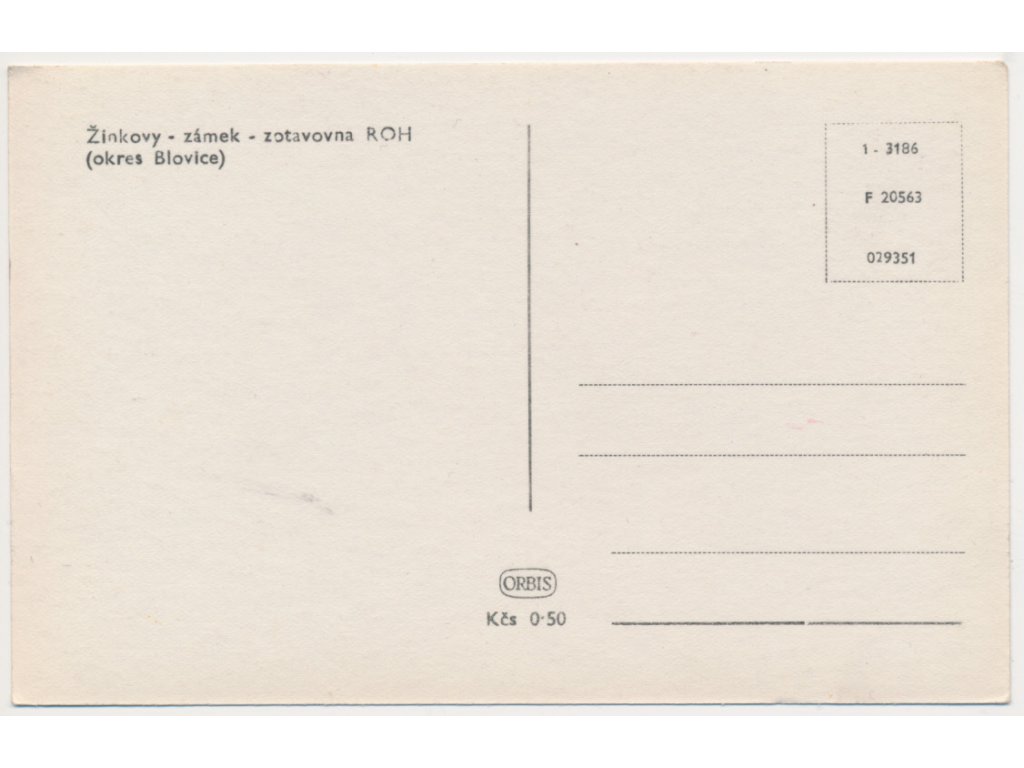 Žinkovy - zámek - zotavovna ROH
(okres Blovice)
1 - 3186
F 20563
029351
ORBIS
Kčs 0·50